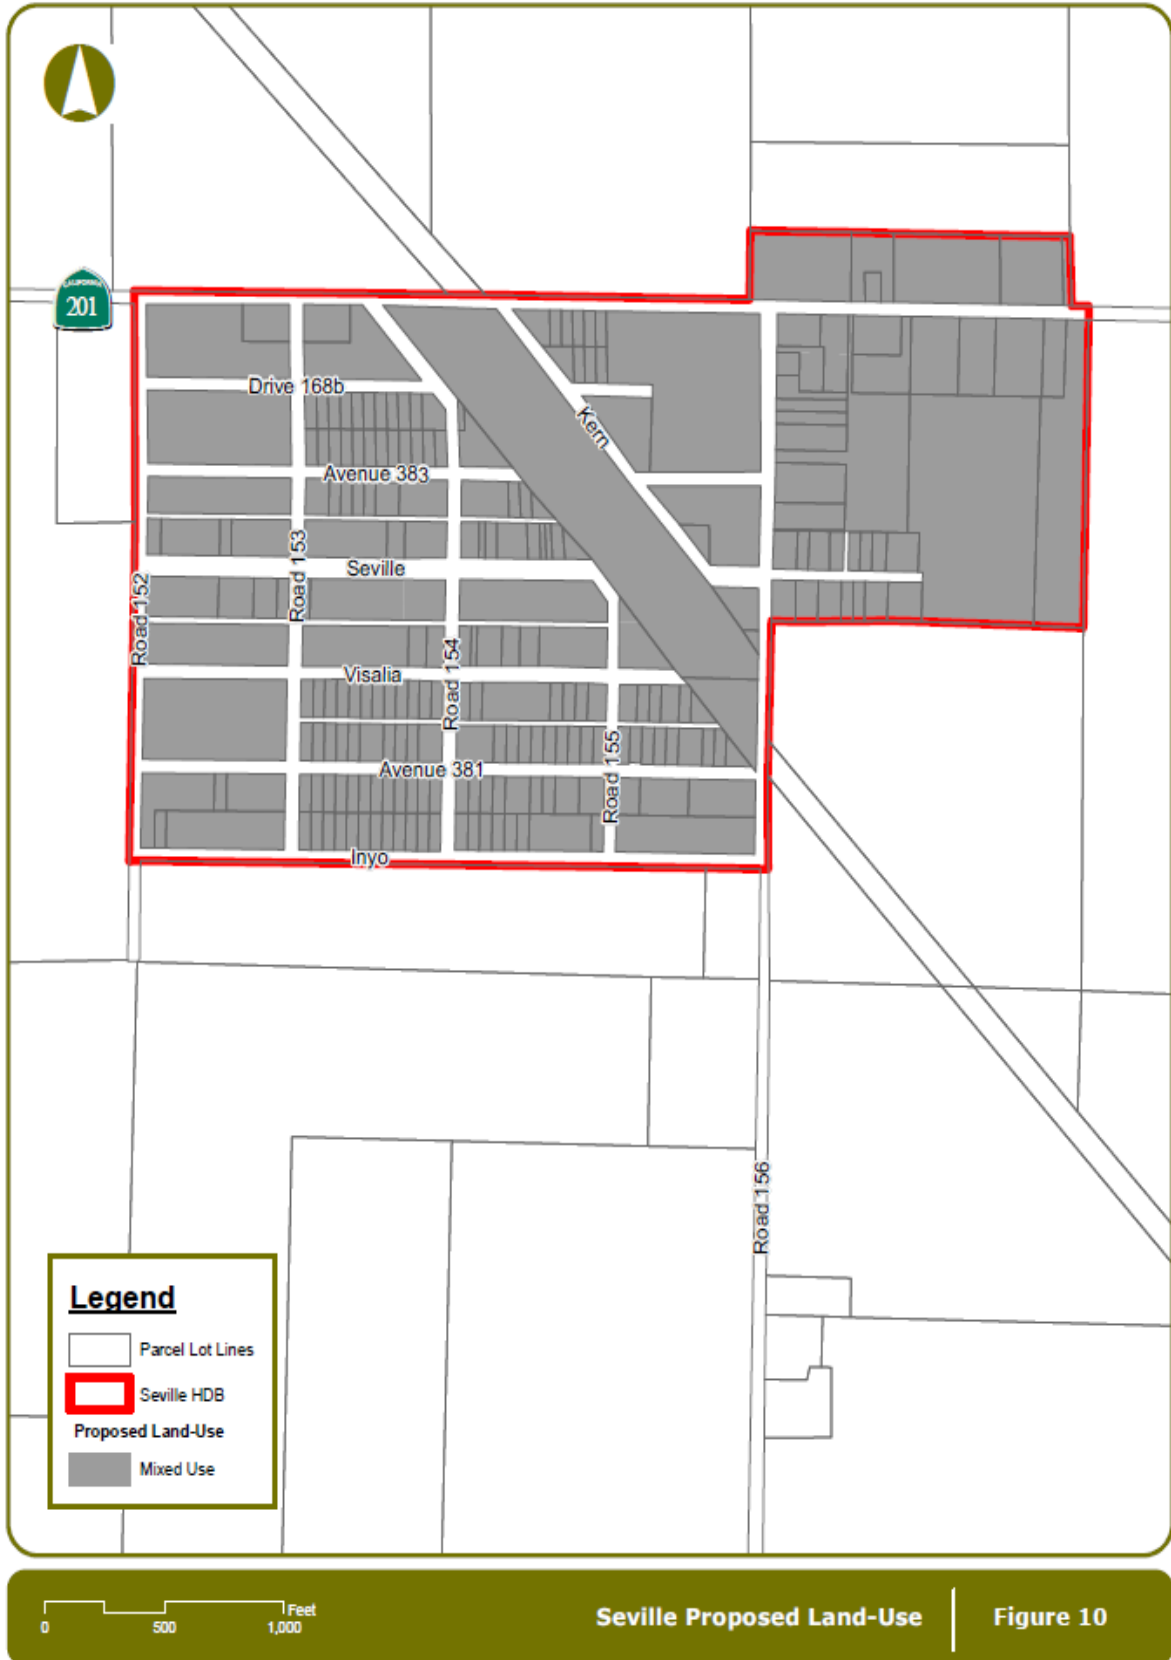 CALIFORNIA
201
Drive 168b
Kern
Avenue 383
Road 153
Seville
Road 152
Road 154
Visalia
Road 155
Avenue 381
Inyo
Road 156
Legend
Parcel Lot Lines
Seville HDB
Proposed Land-Use
Mixed Use
Feet
0 500 1,000
Seville Proposed Land-Use
Figure 10